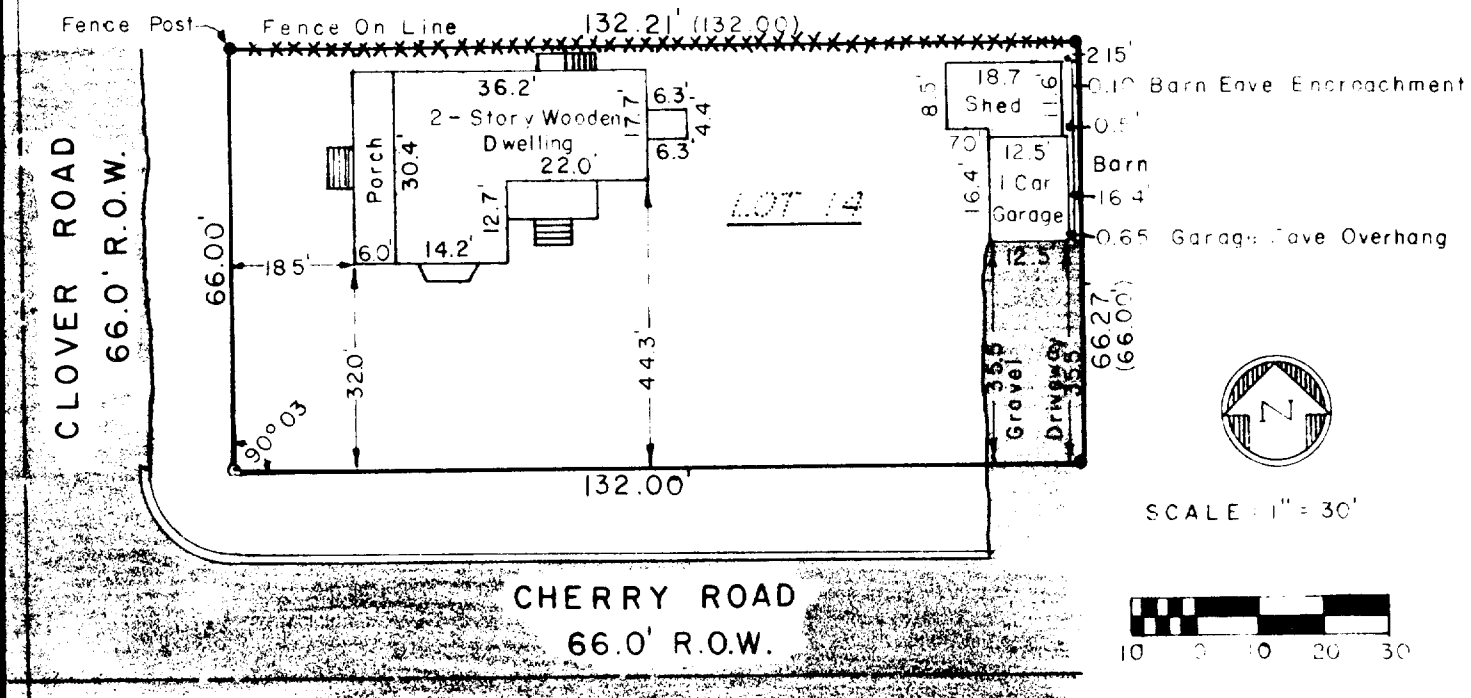 Fence Post
Fence On Line
132.21' (132.00)
215'
36.2'
18.7
Shed
8.5'
11.6
Barn Eave Encroachment
2 - Story Wooden
Dwelling
17.7'
6.3'
4.4
6.3'
0.5'
Porch
30.4'
22.0'
12.7'
70'
12.5'
1 Car
Garage
16.4'
Barn
16 4'
LOT 14
CLOVER ROAD
66.0' R.O.W.
66.00'
18.5'
6.0'
14.2'
12.5'
0.65 Garage Eave Overhang
32.0'
44.3'
35.5
Gravel
Driveway
35.5
66.27
(66.00')
90°03
132.00'
N
SCALE 1" = 30'
CHERRY ROAD
66.0' R.O.W.
10 0 10 20 30